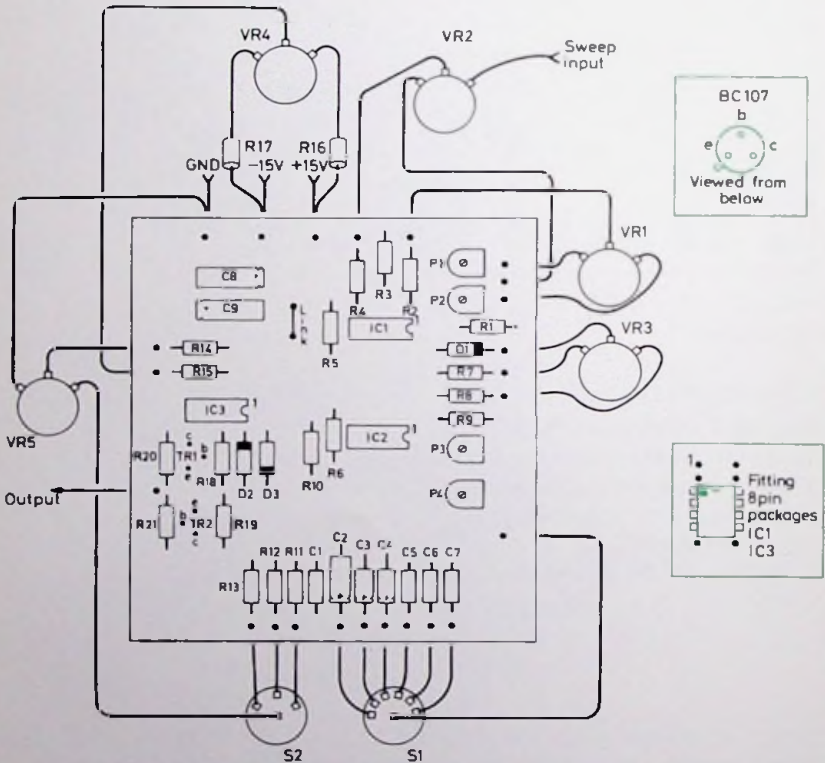 VR4
VR2
Sweep
input
R17
R16
GND
-15V
+15V
BC107
b
e
c
Viewed from
below
VR1
P1
P2
C8
R3
R4
R2
C9
Link
IC1
1
R1
R5
VR3
D1
R14
R7
R15
R8
IC3
1
R9
VR5
c
R20
TR1
b
e
R18
D2
D3
R10
R6
IC2
1
P3
P4
Output
R21
e
b
TR2
c
R19
R13
R12
R11
C1
C2
C3
C4
C5
C6
C7
1
Fitting
8pin
packages
IC1
IC3
S2
S1